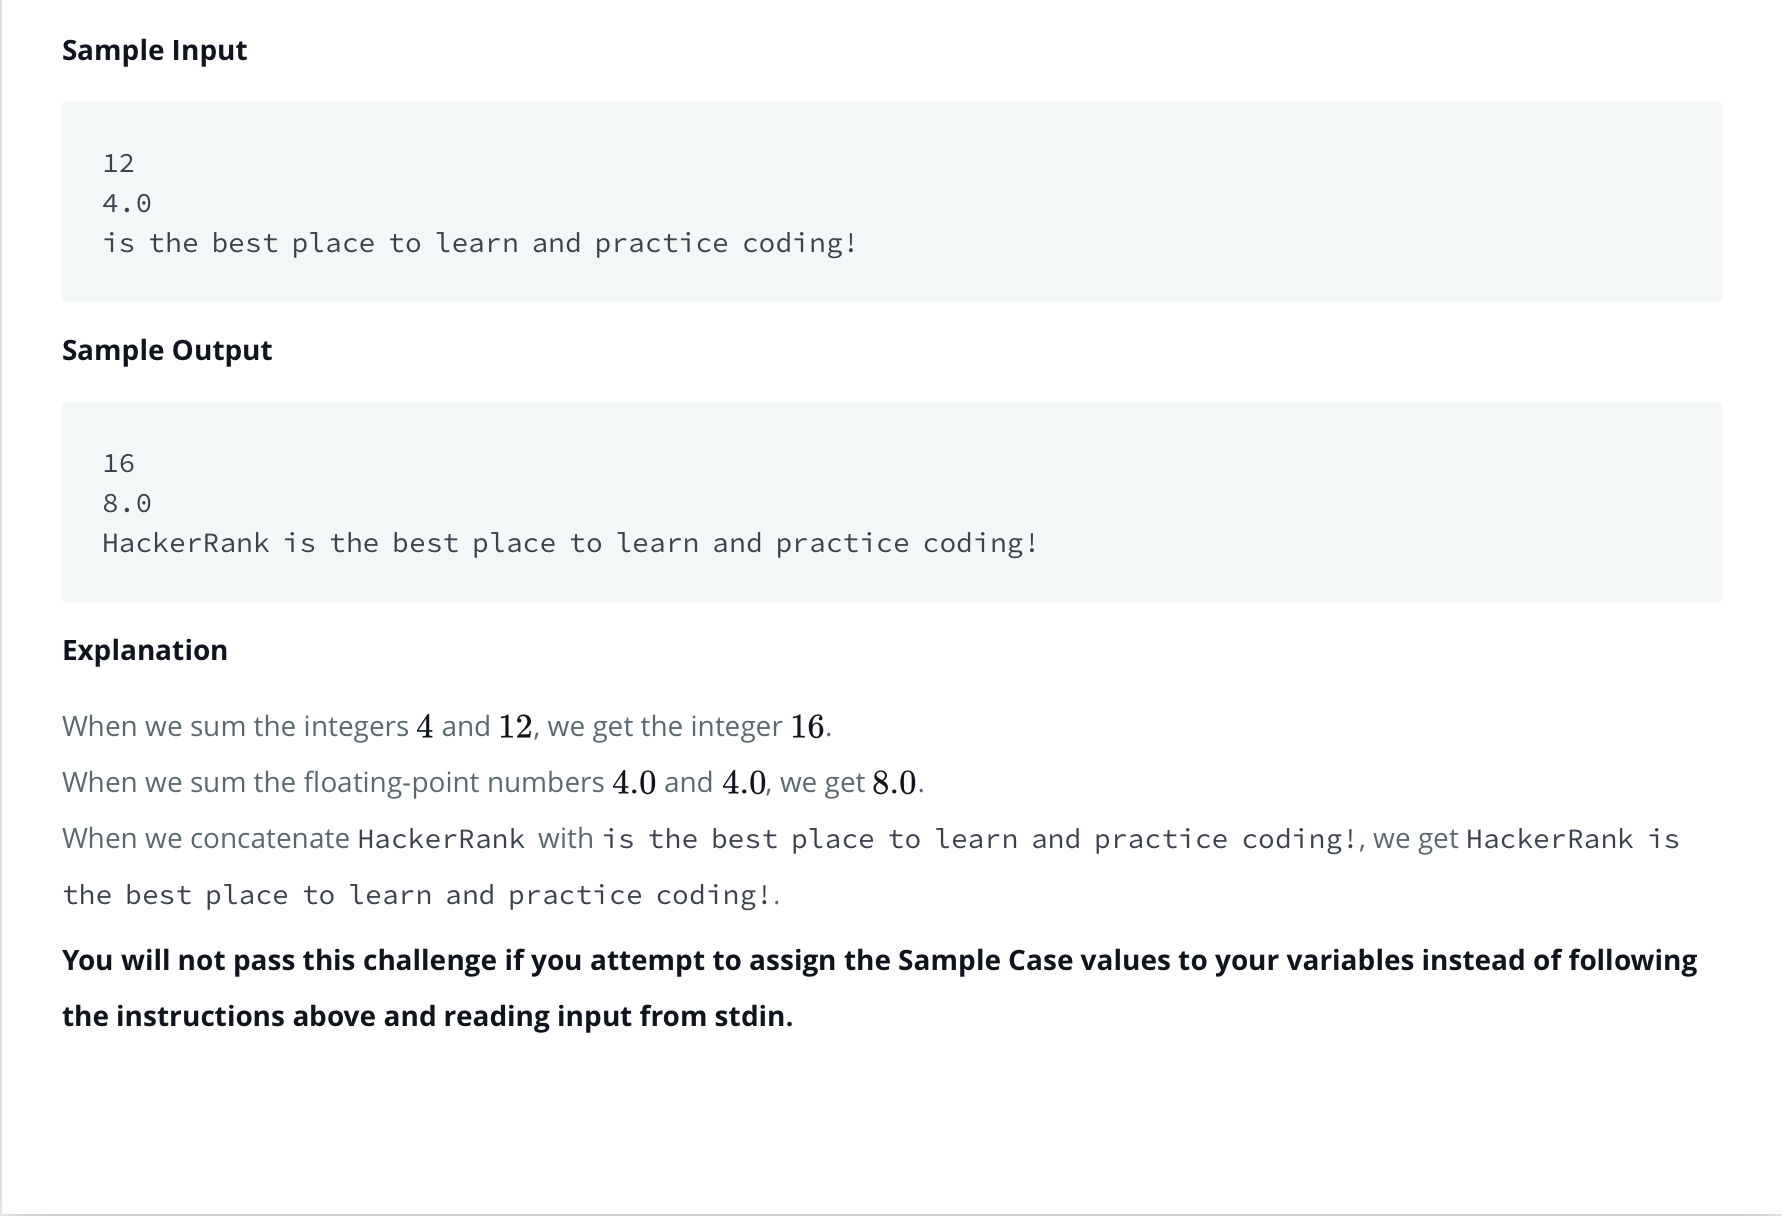 Sample Input
12
4.0
is the best place to learn and practice coding!
Sample Output
16
8.0
HackerRank is the best place to learn and practice coding!
Explanation
When we sum the integers 4 and 12, we get the integer 16.
When we sum the floating-point numbers 4.0 and 4.0, we get 8.0.
When we concatenate HackerRank with is the best place to learn and practice coding!, we get HackerRank is
the best place to learn and practice coding!.
You will not pass this challenge if you attempt to assign the Sample Case values to your variables instead of following
the instructions above and reading input from stdin.